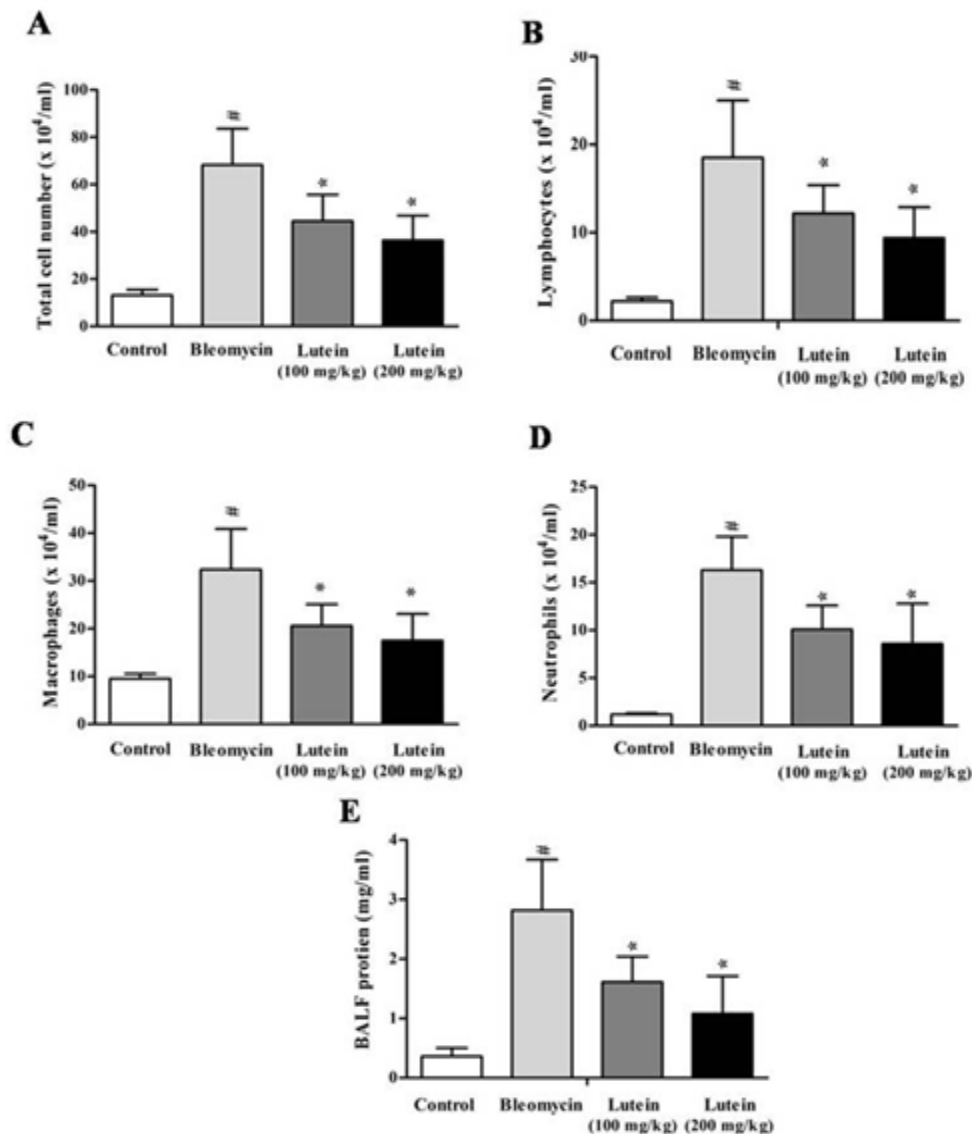 A
Total cell number (x 10⁴/ml)
100
80
60
40
20
0
#
*
*
Control Bleomycin Lutein Lutein
(100 mg/kg) (200 mg/kg)
B
Lymphocytes (x 10⁴/ml)
30
20
10
0
#
*
*
Control Bleomycin Lutein Lutein
(100 mg/kg) (200 mg/kg)
C
Macrophages (x 10⁴/ml)
50
40
30
20
10
0
#
*
*
Control Bleomycin Lutein Lutein
(100 mg/kg) (200 mg/kg)
D
Neutrophils (x 10⁴/ml)
25
20
15
10
5
0
#
*
*
Control Bleomycin Lutein Lutein
(100 mg/kg) (200 mg/kg)
E
BALF protien (mg/ml)
4
3
2
1
0
#
*
*
Control Bleomycin Lutein Lutein
(100 mg/kg) (200 mg/kg)